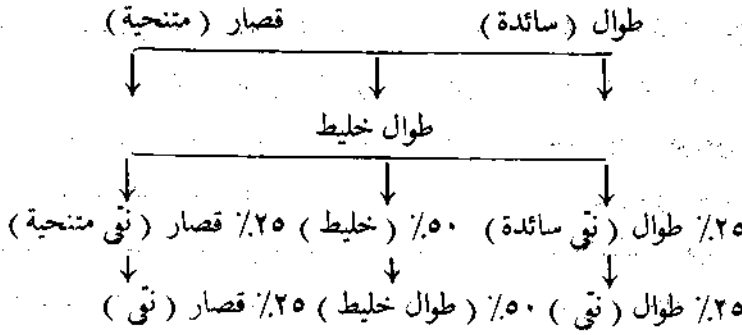 طوال ( سائدة ) قصار ( متنحية )
طوال خليط
٢٥٪ طوال ( نقي سائدة ) ٥٠٪ ( خليط ) ٢٥٪ قصار ( نقي متنحية )
٢٥٪ طوال ( نقي ) ٥٠٪ ( طوال خليط ) ٢٥٪ قصار ( نقي )